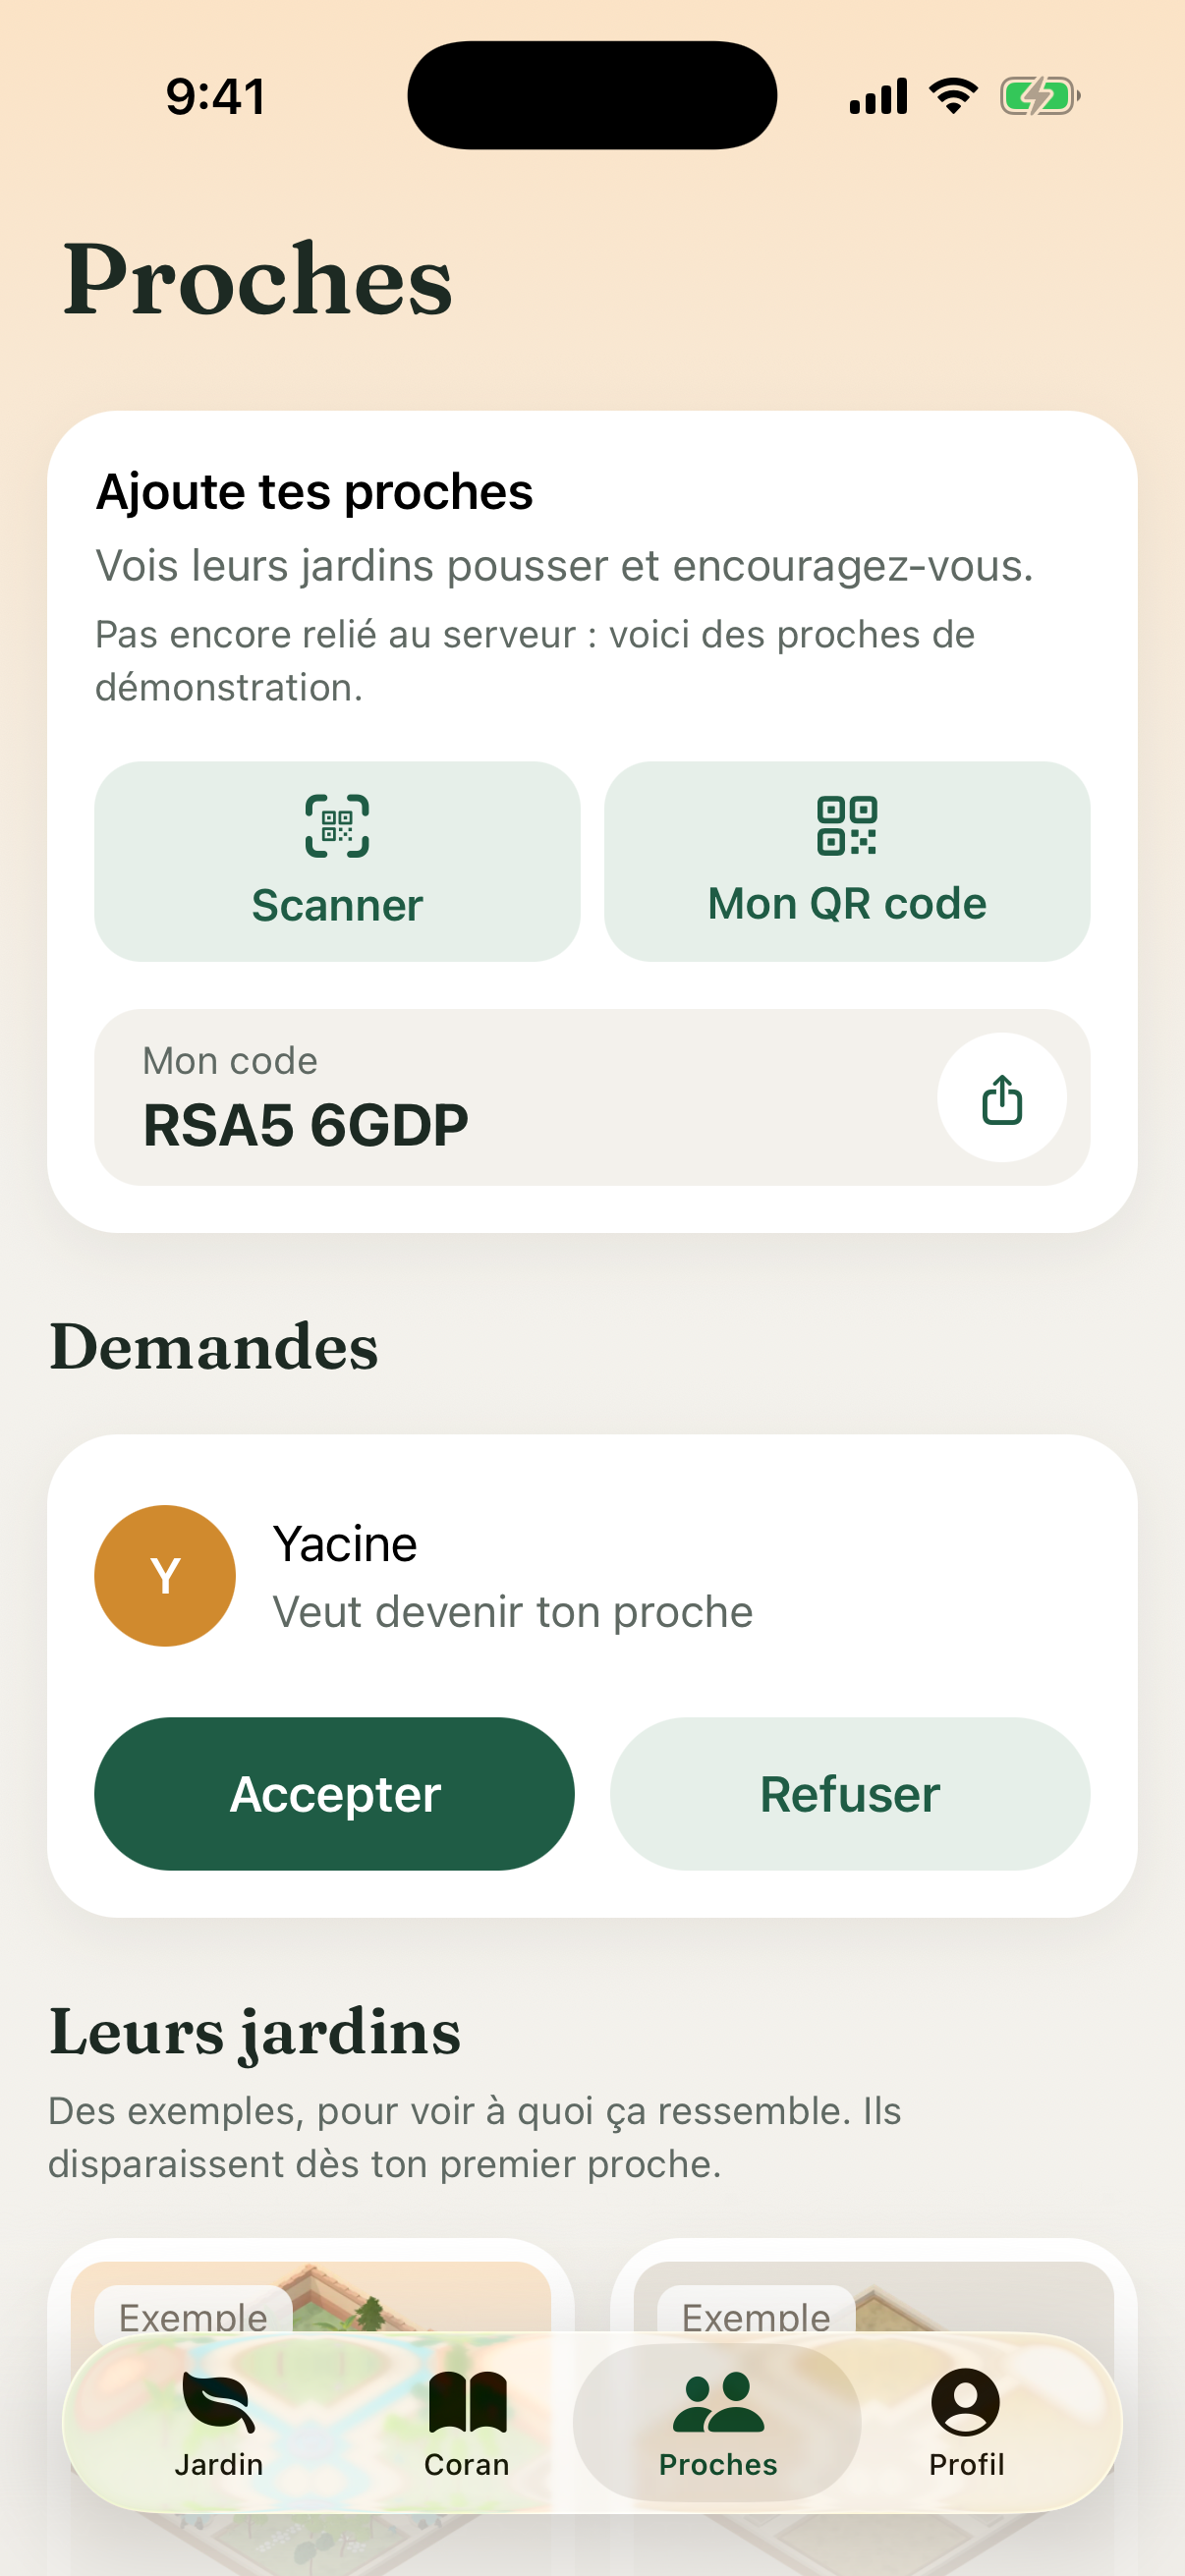 9:41
Proches
Ajoute tes proches
Vois leurs jardins pousser et encouragez-vous.
Pas encore relié au serveur : voici des proches de
démonstration.
Scanner
Mon QR code
Mon code
RSA5 6GDP
Demandes
Y
Yacine
Veut devenir ton proche
Accepter
Refuser
Leurs jardins
Des exemples, pour voir à quoi ça ressemble. Ils
disparaissent dès ton premier proche.
Exemple
Exemple
Jardin
Coran
Proches
Profil